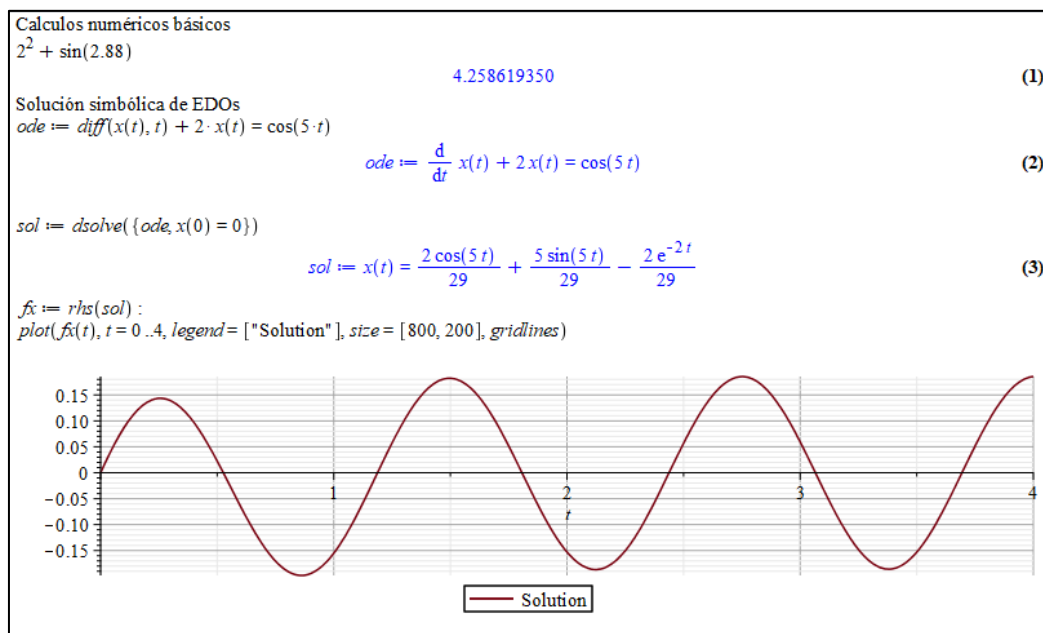 Calculos numéricos básicos
2² + sin(2.88)
4.258619350 (1)
Solución simbólica de EDOs
ode := diff(x(t), t) + 2· x(t) = cos(5·t)
ode := d/dt x(t) + 2 x(t) = cos(5 t) (2)
sol := dsolve({ode, x(0) = 0})
sol := x(t) = 2 cos(5 t)/29 + 5 sin(5 t)/29 − 2 e^(−2 t)/29 (3)
fx := rhs(sol) :
plot(fx(t), t = 0 ..4, legend = ["Solution"], size = [800, 200], gridlines)
0.15
0.10
0.05
0
−0.05
−0.10
−0.15
1 2 3 4
t
Solution